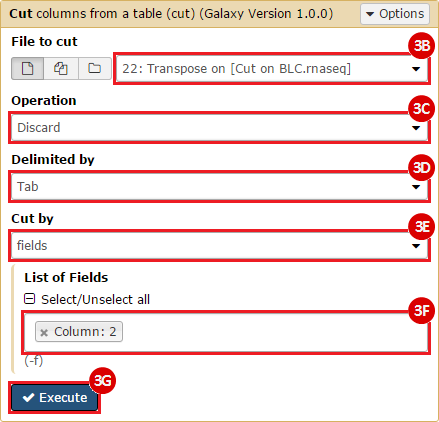 Cut columns from a table (cut) (Galaxy Version 1.0.0)
Options
File to cut
3B
22: Transpose on [Cut on BLC.rnaseq]
Operation
3C
Discard
Delimited by
3D
Tab
Cut by
3E
fields
List of Fields
Select/Unselect all
3F
Column: 2
(-f)
3G
Execute